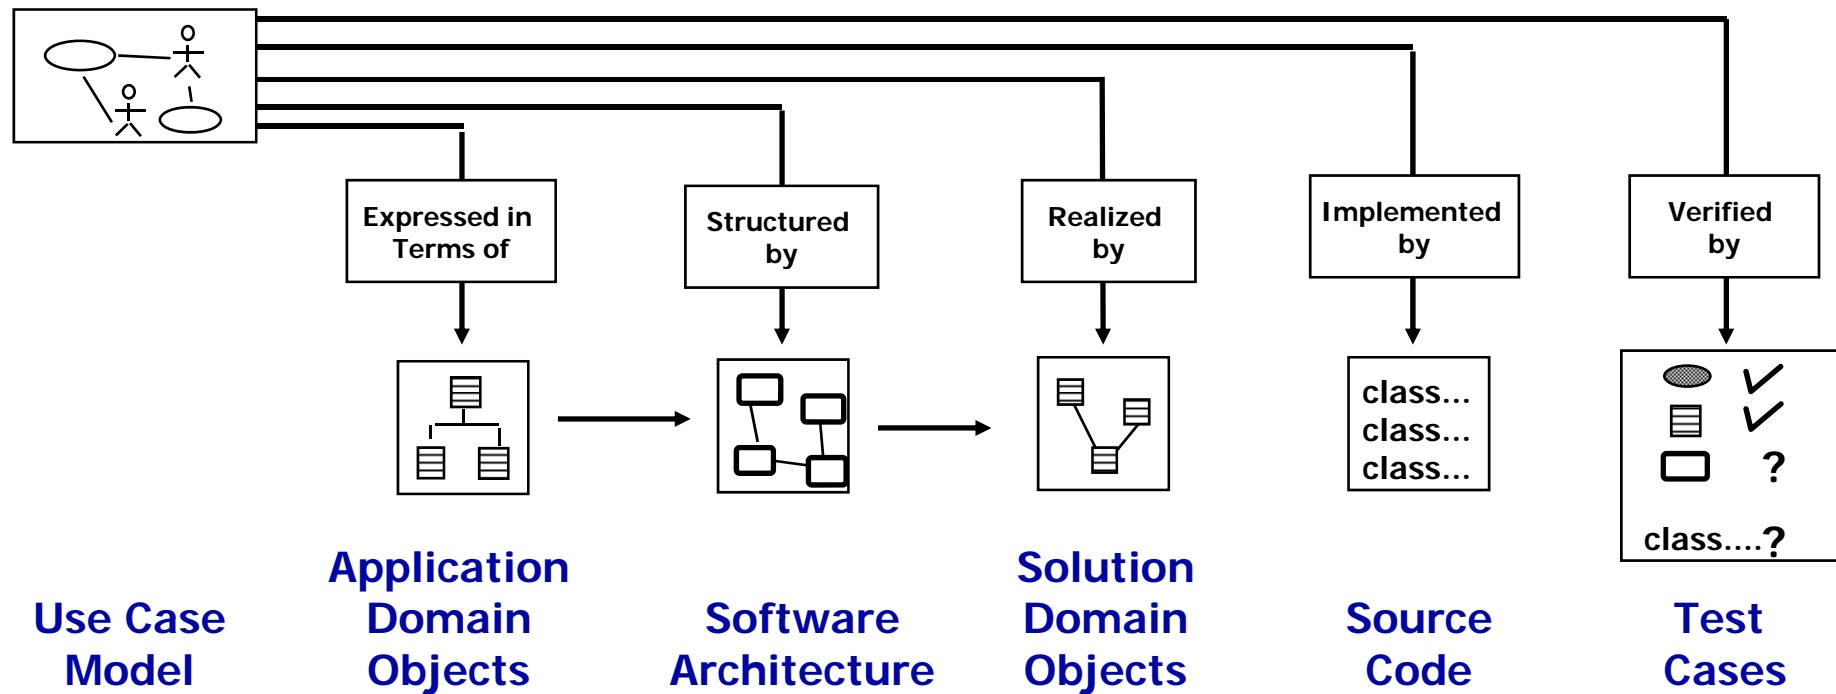 Expressed in
Terms of
Structured
by
Realized
by
Implemented
by
Verified
by
class...
class...
class...
?
class....?
Use Case
Model
Application
Domain
Objects
Software
Architecture
Solution
Domain
Objects
Source
Code
Test
Cases